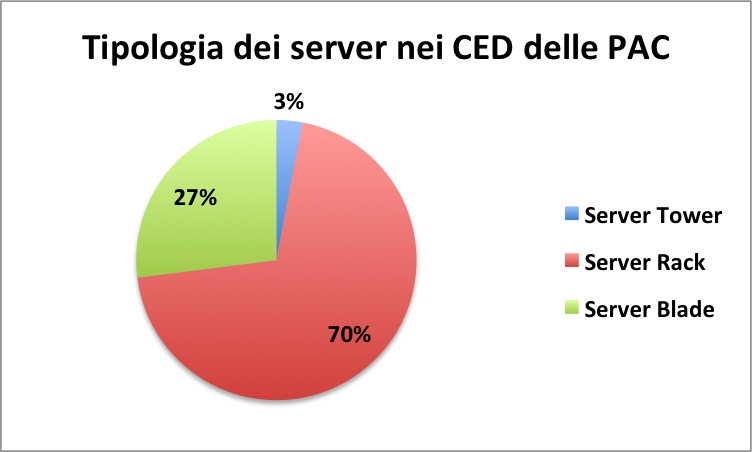 Tipologia dei server nei CED delle PAC
3%
27%
70%
Server Tower
Server Rack
Server Blade